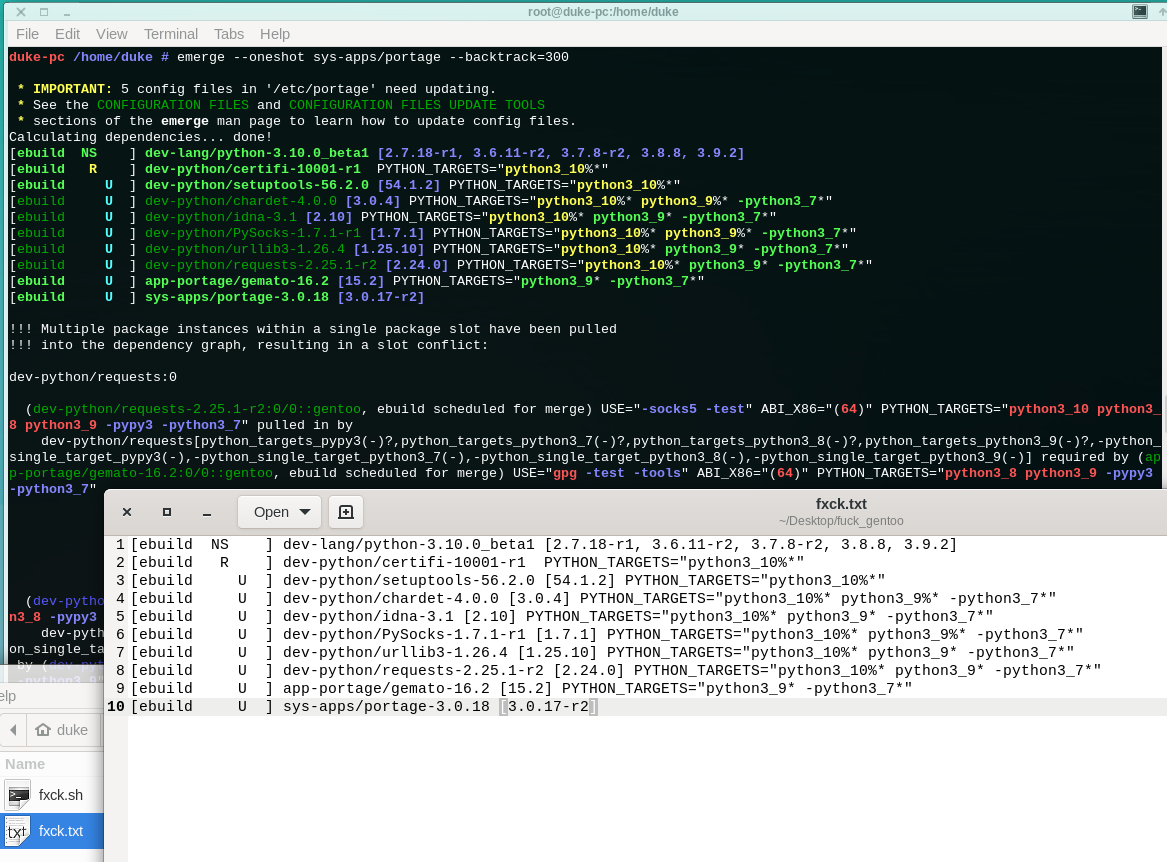 root@duke-pc:/home/duke
File Edit View Terminal Tabs Help
duke-pc /home/duke # emerge --oneshot sys-apps/portage --backtrack=300
* IMPORTANT: 5 config files in '/etc/portage' need updating.
* See the CONFIGURATION FILES and CONFIGURATION FILES UPDATE TOOLS
* sections of the emerge man page to learn how to update config files.
Calculating dependencies... done!
[ebuild  NS    ] dev-lang/python-3.10.0_beta1 [2.7.18-r1, 3.6.11-r2, 3.7.8-r2, 3.8.8, 3.9.2]
[ebuild   R    ] dev-python/certifi-10001-r1  PYTHON_TARGETS="python3_10%*"
[ebuild     U  ] dev-python/setuptools-56.2.0 [54.1.2] PYTHON_TARGETS="python3_10%*"
[ebuild     U  ] dev-python/chardet-4.0.0 [3.0.4] PYTHON_TARGETS="python3_10%* python3_9%* -python3_7*"
[ebuild     U  ] dev-python/idna-3.1 [2.10] PYTHON_TARGETS="python3_10%* python3_9* -python3_7*"
[ebuild     U  ] dev-python/PySocks-1.7.1-r1 [1.7.1] PYTHON_TARGETS="python3_10%* python3_9%* -python3_7*"
[ebuild     U  ] dev-python/urllib3-1.26.4 [1.25.10] PYTHON_TARGETS="python3_10%* python3_9* -python3_7*"
[ebuild     U  ] dev-python/requests-2.25.1-r2 [2.24.0] PYTHON_TARGETS="python3_10%* python3_9* -python3_7*"
[ebuild     U  ] app-portage/gemato-16.2 [15.2] PYTHON_TARGETS="python3_9* -python3_7*"
[ebuild     U  ] sys-apps/portage-3.0.18 [3.0.17-r2]
!!! Multiple package instances within a single package slot have been pulled
!!! into the dependency graph, resulting in a slot conflict:
dev-python/requests:0
(dev-python/requests-2.25.1-r2:0/0::gentoo, ebuild scheduled for merge) USE="-socks5 -test" ABI_X86="(64)" PYTHON_TARGETS="python3_10 python3_
8 python3_9 -pypy3 -python3_7" pulled in by
dev-python/requests[python_targets_pypy3(-)?,python_targets_python3_7(-)?,python_targets_python3_8(-)?,python_targets_python3_9(-)?,-python_
single_target_pypy3(-),-python_single_target_python3_7(-),-python_single_target_python3_8(-),-python_single_target_python3_9(-)] required by (ap
p-portage/gemato-16.2:0/0::gentoo, ebuild scheduled for merge) USE="gpg -test -tools" ABI_X86="(64)" PYTHON_TARGETS="python3_8 python3_9 -pypy3
-python3_7"
(dev-pytho
n3_8 -pypy3
dev-pyth
on_single_ta
by (dev-pyt
-python3_9"
Open
fxck.txt
~/Desktop/fuck_gentoo
1 [ebuild  NS    ] dev-lang/python-3.10.0_beta1 [2.7.18-r1, 3.6.11-r2, 3.7.8-r2, 3.8.8, 3.9.2]
2 [ebuild   R    ] dev-python/certifi-10001-r1  PYTHON_TARGETS="python3_10%*"
3 [ebuild     U  ] dev-python/setuptools-56.2.0 [54.1.2] PYTHON_TARGETS="python3_10%*"
4 [ebuild     U  ] dev-python/chardet-4.0.0 [3.0.4] PYTHON_TARGETS="python3_10%* python3_9%* -python3_7*"
5 [ebuild     U  ] dev-python/idna-3.1 [2.10] PYTHON_TARGETS="python3_10%* python3_9* -python3_7*"
6 [ebuild     U  ] dev-python/PySocks-1.7.1-r1 [1.7.1] PYTHON_TARGETS="python3_10%* python3_9%* -python3_7*"
7 [ebuild     U  ] dev-python/urllib3-1.26.4 [1.25.10] PYTHON_TARGETS="python3_10%* python3_9* -python3_7*"
8 [ebuild     U  ] dev-python/requests-2.25.1-r2 [2.24.0] PYTHON_TARGETS="python3_10%* python3_9* -python3_7*"
9 [ebuild     U  ] app-portage/gemato-16.2 [15.2] PYTHON_TARGETS="python3_9* -python3_7*"
10 [ebuild     U  ] sys-apps/portage-3.0.18 [3.0.17-r2]
elp
duke
Name
fxck.sh
txt fxck.txt